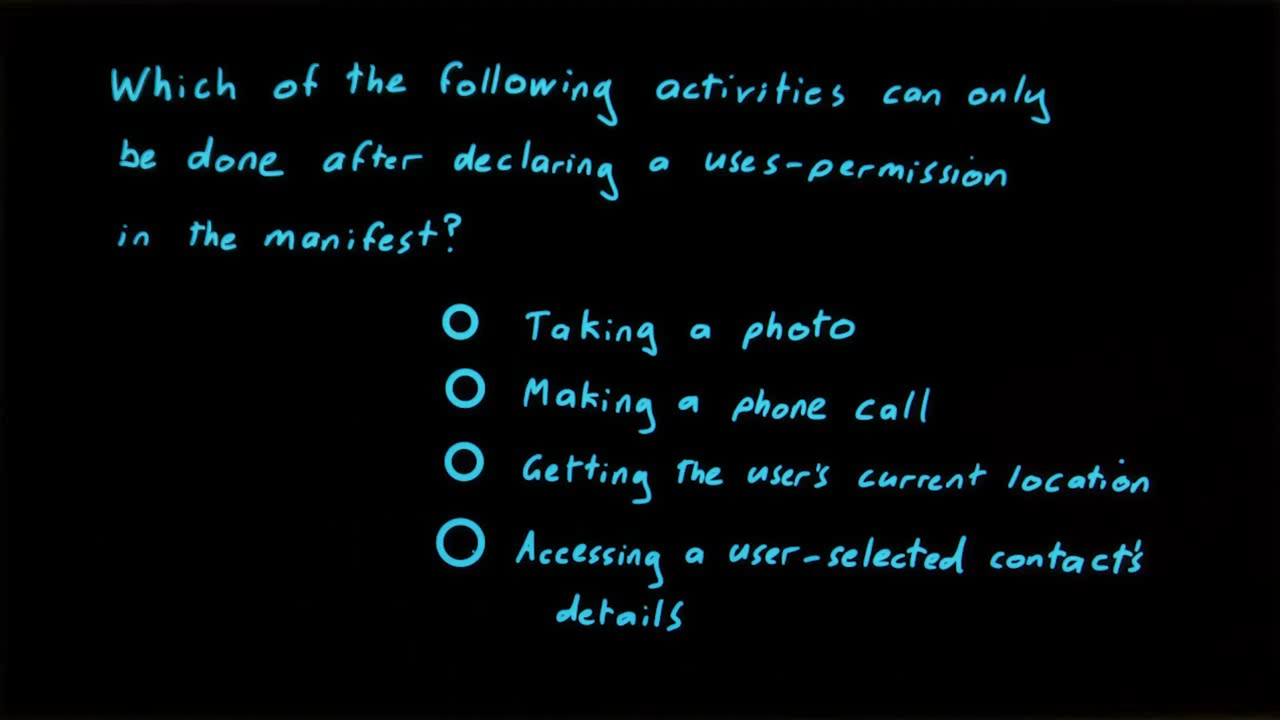 Which of the following activities can only
be done after declaring a uses-permission
in the manifest?
Taking a photo
Making a phone call
Getting the user's current location
Accessing a user-selected contact's
details